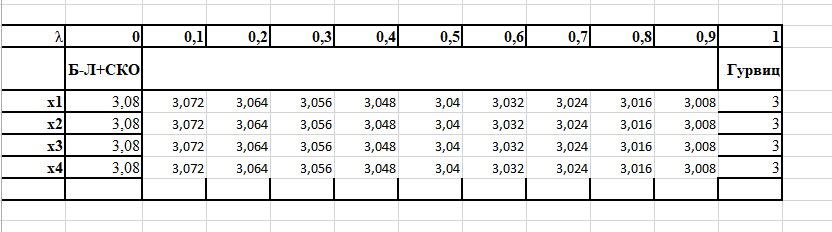 λ 0 0,1 0,2 0,3 0,4 0,5 0,6 0,7 0,8 0,9 1
Б-Л+СКО Гурвиц
x1 3,08 3,072 3,064 3,056 3,048 3,04 3,032 3,024 3,016 3,008 3
x2 3,08 3,072 3,064 3,056 3,048 3,04 3,032 3,024 3,016 3,008 3
x3 3,08 3,072 3,064 3,056 3,048 3,04 3,032 3,024 3,016 3,008 3
x4 3,08 3,072 3,064 3,056 3,048 3,04 3,032 3,024 3,016 3,008 3